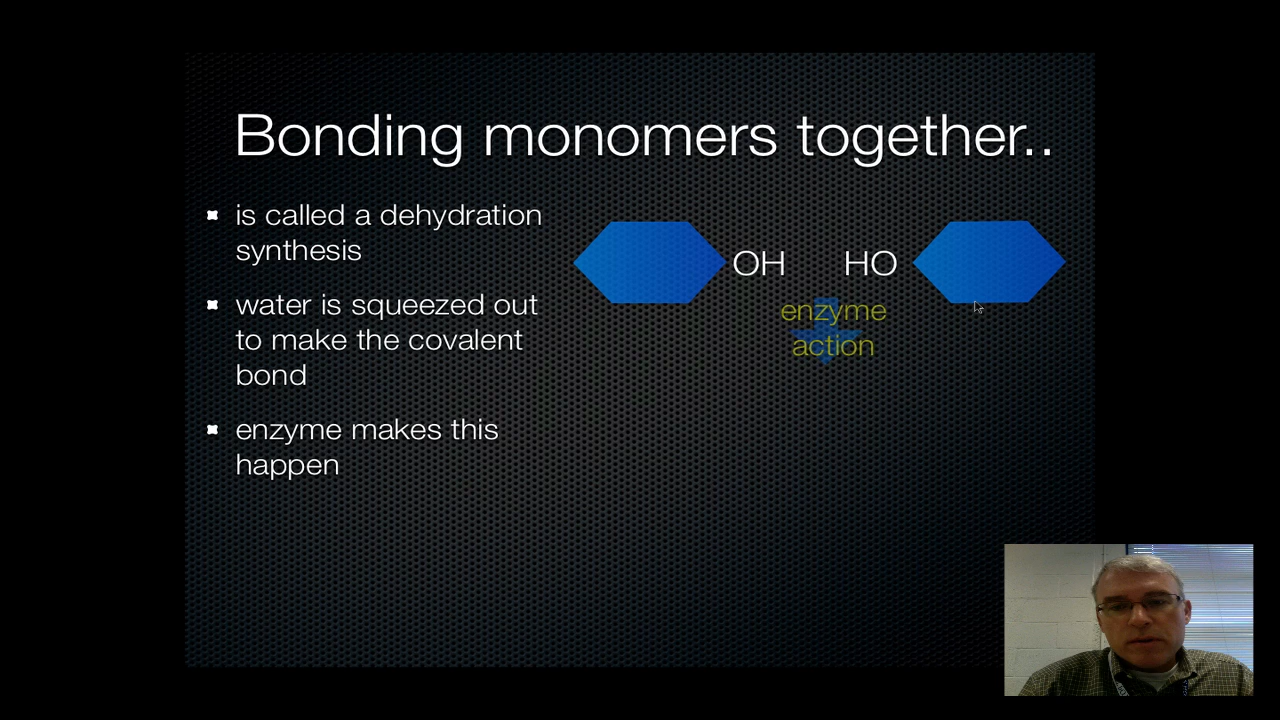 Bonding monomers together..
is called a dehydration
synthesis
water is squeezed out
to make the covalent
bond
enzyme makes this
happen
OH HO
enzyme
action